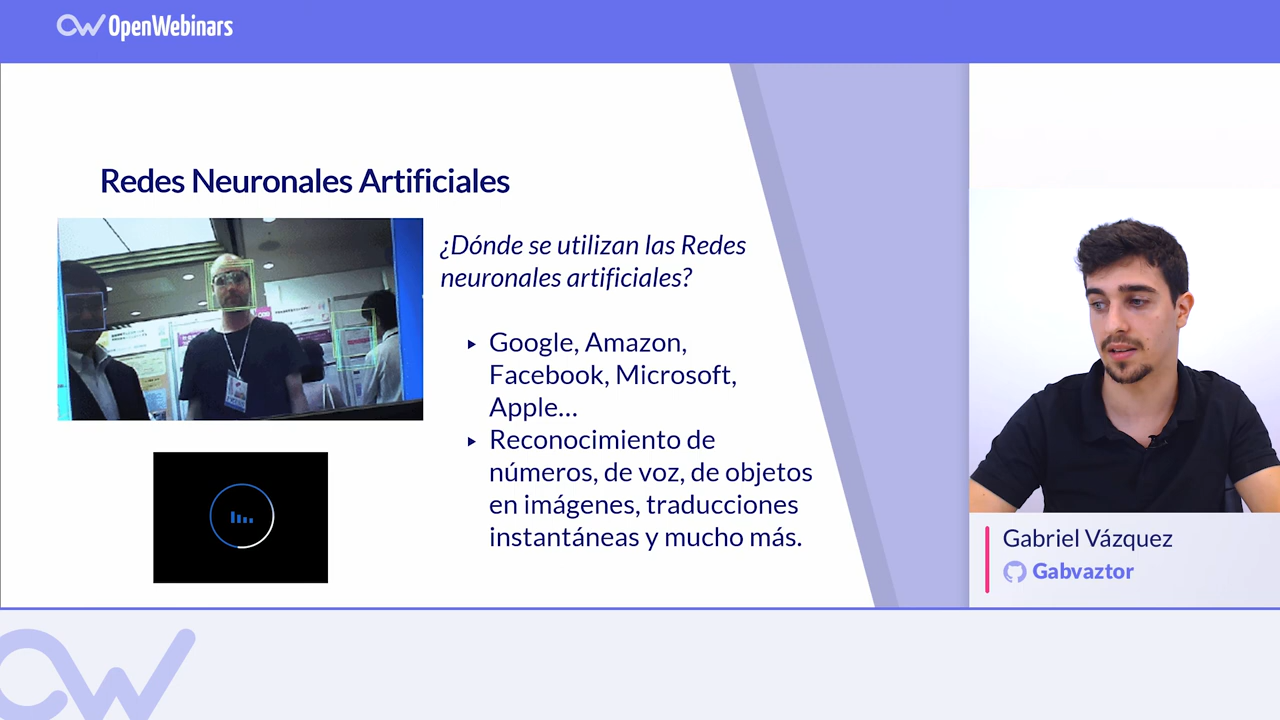 OpenWebinars
Redes Neuronales Artificiales
¿Dónde se utilizan las Redes
neuronales artificiales?
Google, Amazon,
Facebook, Microsoft,
Apple...
Reconocimiento de
números, de voz, de objetos
en imágenes, traducciones
instantáneas y mucho más.
Gabriel Vázquez
Gabvaztor